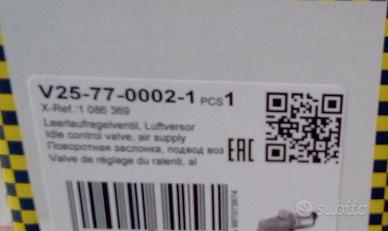 V25-77-0002-1 PCS 1
X-Ref.:1 086 369
Leerlaufregelventil, Luftversor
Idle control valve, air supply
Поворотная заслонка, подвод воз
Valve de réglage du ralenti, al
EAC
subito